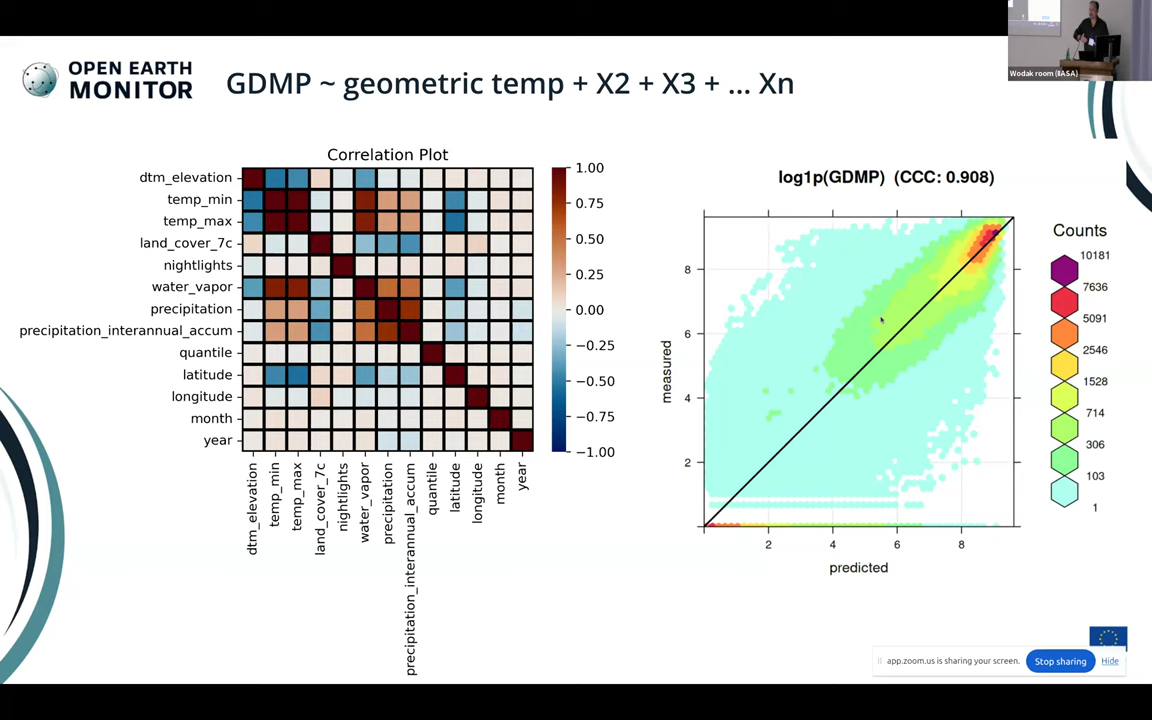 Wodak room (IIASA)
OPEN EARTH
MONITOR
GDMP ~ geometric temp + X2 + X3 + ... Xn
Correlation Plot
dtm_elevation
temp_min
temp_max
land_cover_7c
nightlights
water_vapor
precipitation
precipitation_interannual_accum
quantile
latitude
longitude
month
year
dtm_elevation
temp_min
temp_max
land_cover_7c
nightlights
water_vapor
precipitation
precipitation_interannual_accum
quantile
latitude
longitude
month
year
1.00
0.75
0.50
0.25
0.00
−0.25
−0.50
−0.75
−1.00
log1p(GDMP) (CCC: 0.908)
measured
8
6
4
2
2
4
6
8
predicted
Counts
10181
7636
5091
2546
1528
714
306
103
1
app.zoom.us is sharing your screen.
Stop sharing
Hide